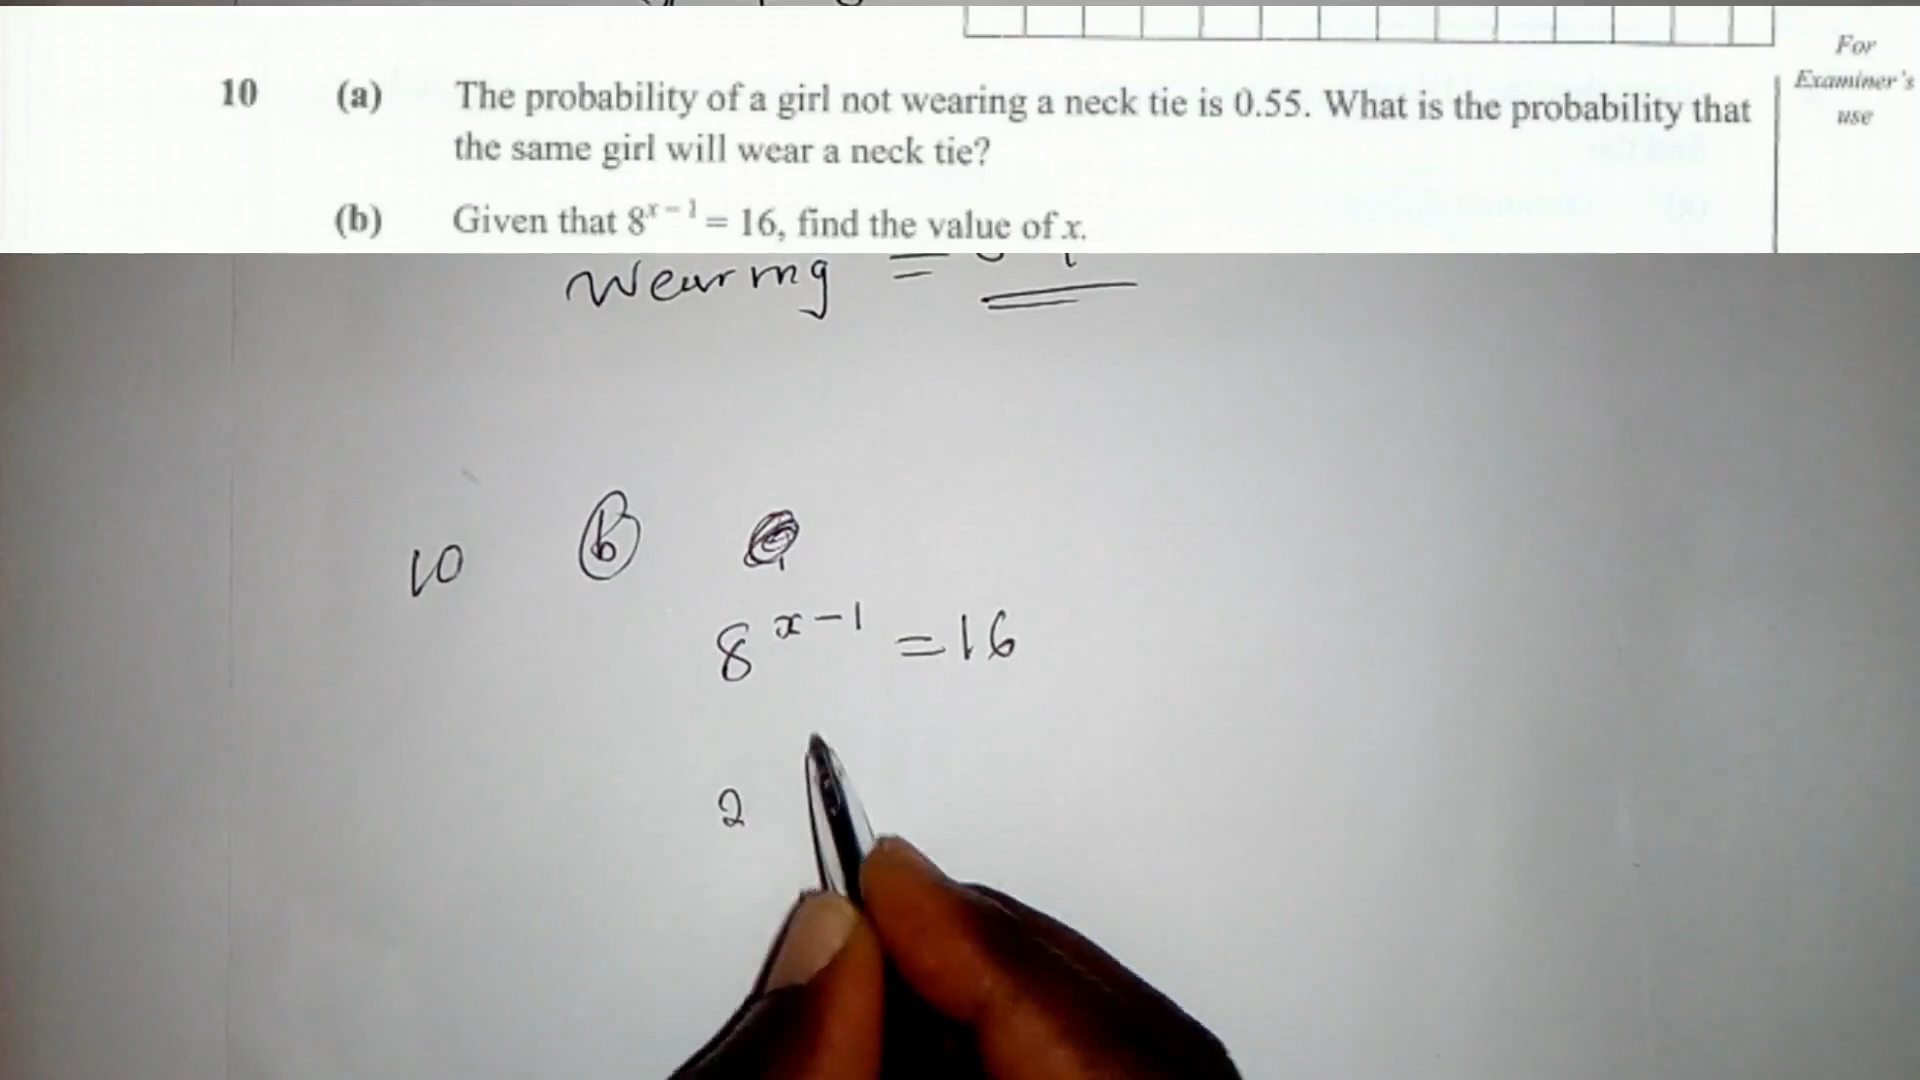 For
Examiner's
use
10 (a) The probability of a girl not wearing a neck tie is 0.55. What is the probability that
the same girl will wear a neck tie?
(b) Given that 8^{x-1} = 16, find the value of x.
wearing =
10 (b)
8^{x-1} = 16
2